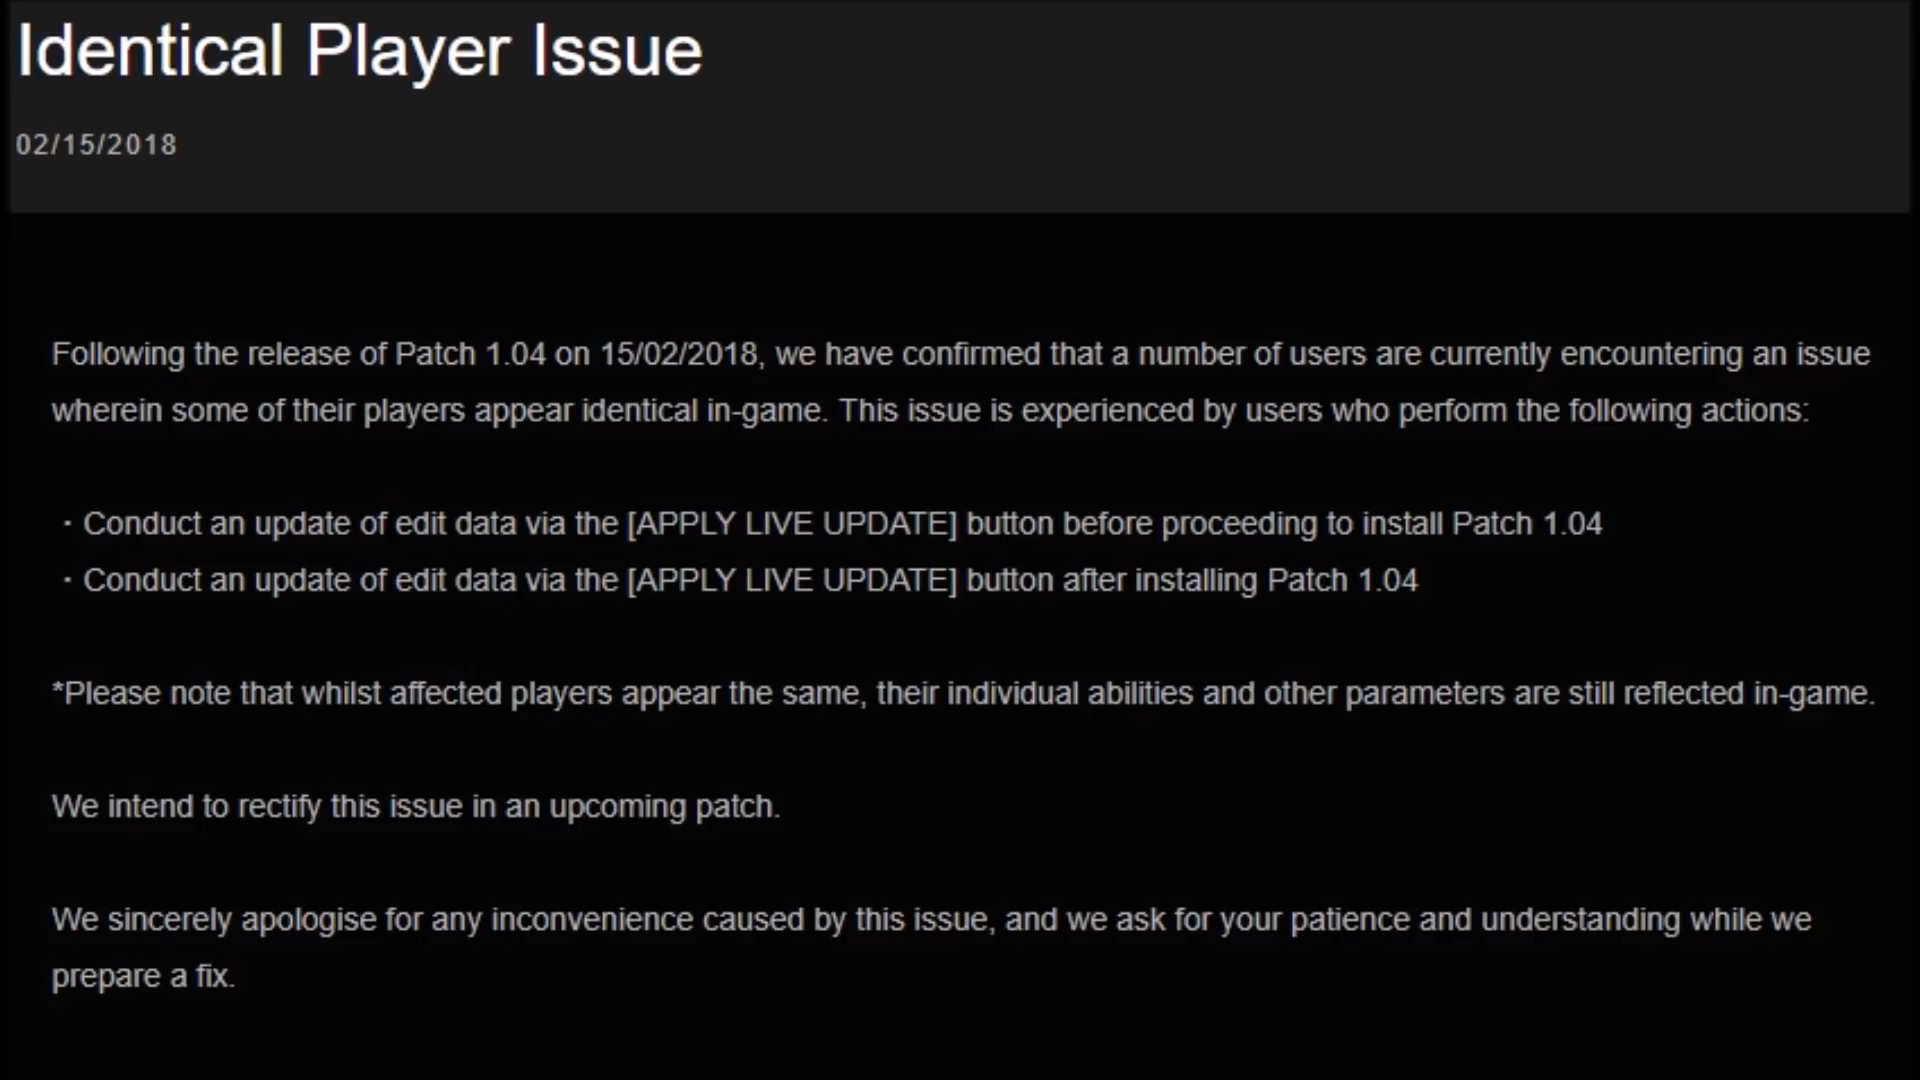 Identical Player Issue
02/15/2018
Following the release of Patch 1.04 on 15/02/2018, we have confirmed that a number of users are currently encountering an issue
wherein some of their players appear identical in-game. This issue is experienced by users who perform the following actions:
・Conduct an update of edit data via the [APPLY LIVE UPDATE] button before proceeding to install Patch 1.04
・Conduct an update of edit data via the [APPLY LIVE UPDATE] button after installing Patch 1.04
*Please note that whilst affected players appear the same, their individual abilities and other parameters are still reflected in-game.
We intend to rectify this issue in an upcoming patch.
We sincerely apologise for any inconvenience caused by this issue, and we ask for your patience and understanding while we
prepare a fix.